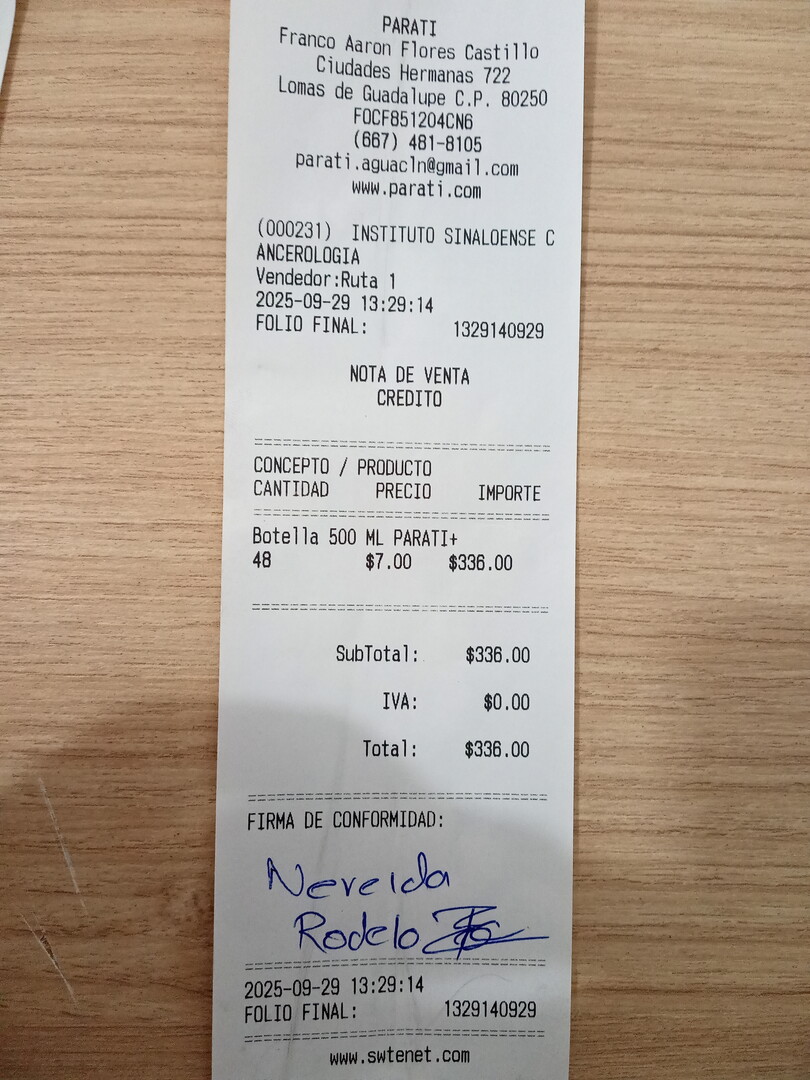 PARATI
Franco Aaron Flores Castillo
Ciudades Hermanas 722
Lomas de Guadalupe C.P. 80250
FOCF851204CN6
(667) 481-8105
parati.aguacln@gmail.com
www.parati.com
(000231) INSTITUTO SINALOENSE C
ANCEROLOGIA
Vendedor:Ruta 1
2025-09-29 13:29:14
FOLIO FINAL: 1329140929
NOTA DE VENTA
CREDITO
CONCEPTO / PRODUCTO
CANTIDAD PRECIO IMPORTE
Botella 500 ML PARATI+
48 $7.00 $336.00
SubTotal: $336.00
IVA: $0.00
Total: $336.00
FIRMA DE CONFORMIDAD:
Nereida
Rodelo
2025-09-29 13:29:14
FOLIO FINAL: 1329140929
www.swtenet.com